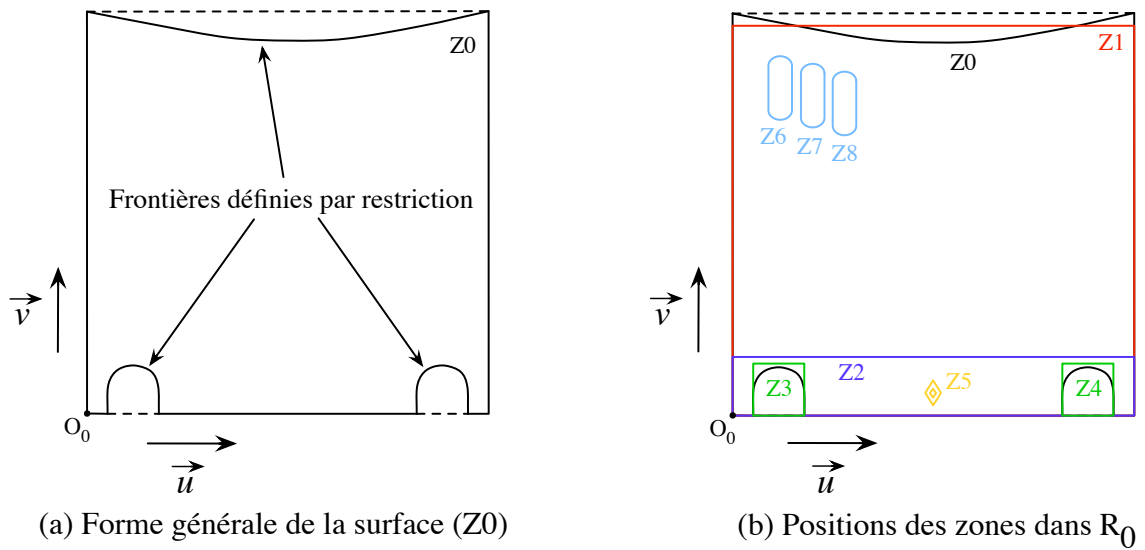 Z0
Frontières définies par restriction
v
O0
u
(a) Forme générale de la surface (Z0)
Z1
Z0
Z6
Z7
Z8
v
Z2
Z3
Z5
Z4
O0
u
(b) Positions des zones dans R0